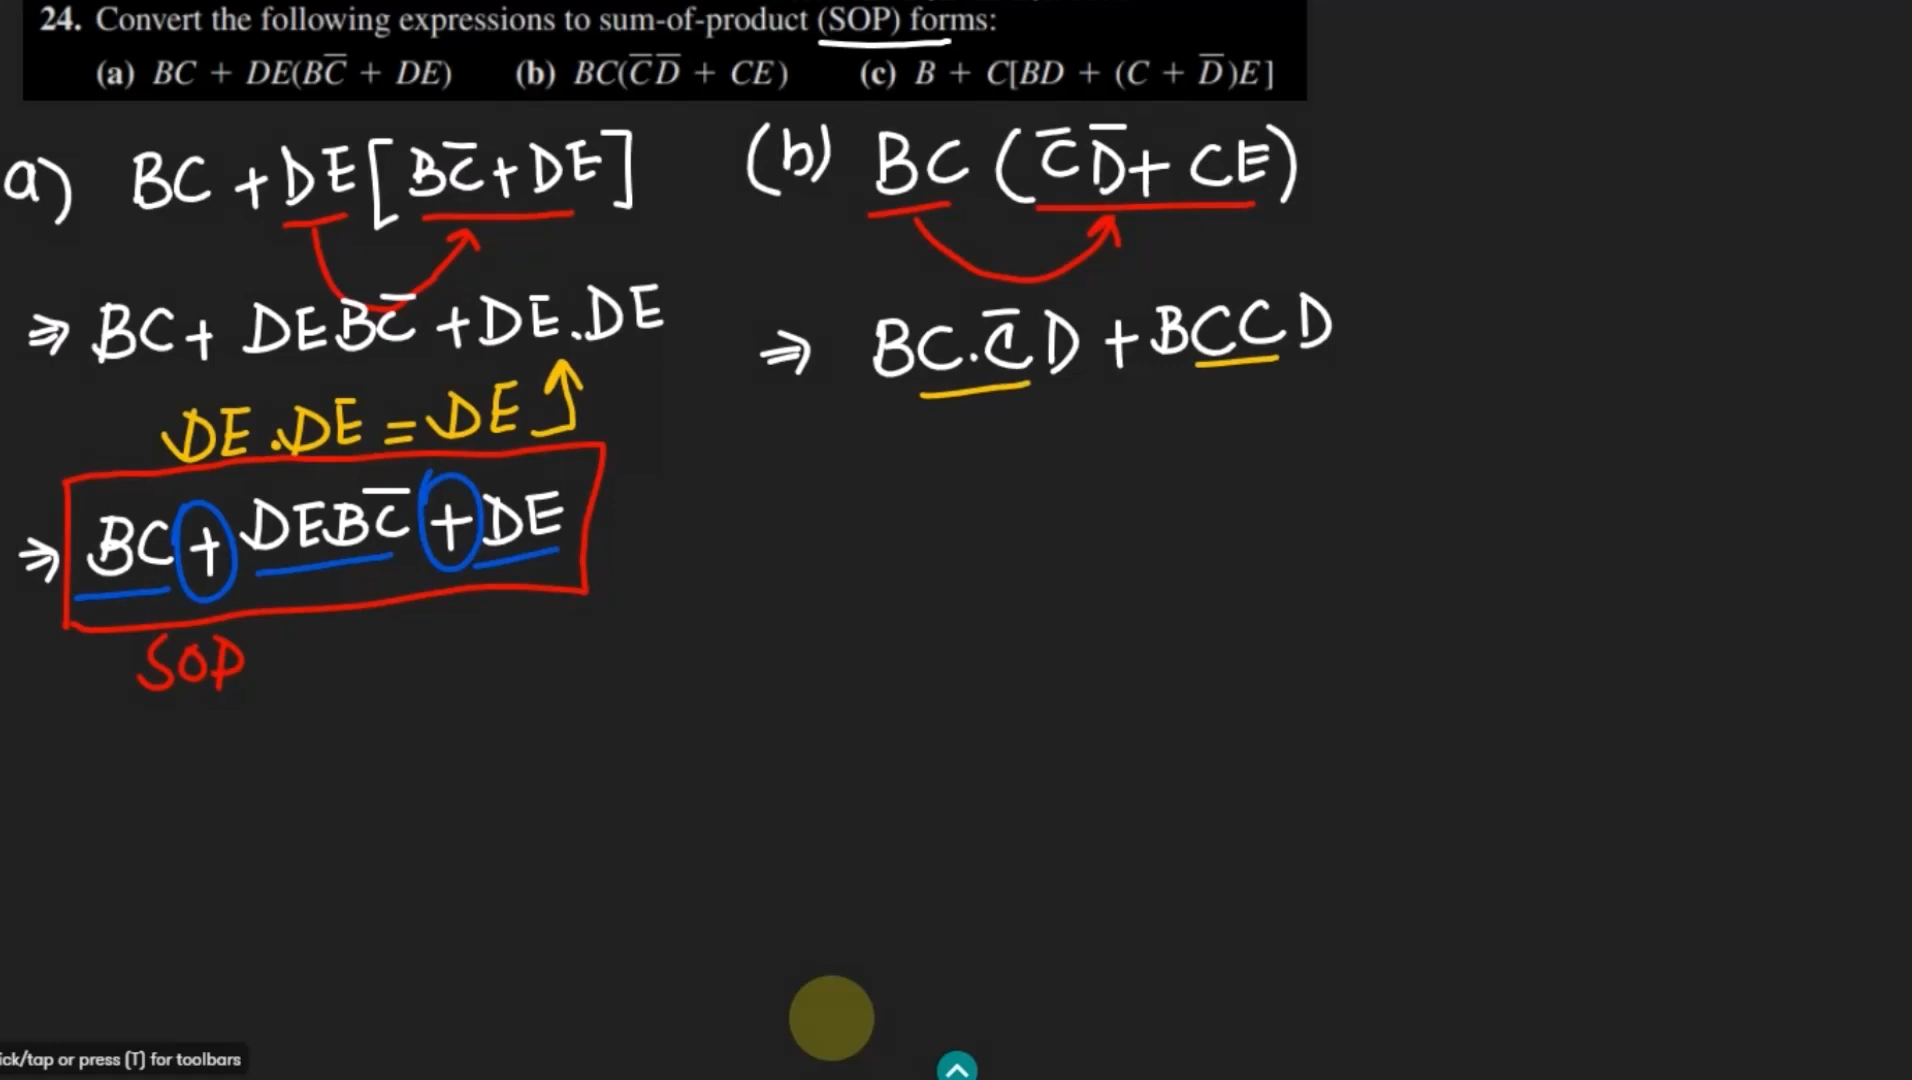 24. Convert the following expressions to sum-of-product (SOP) forms:
(a) BC + DE(BC̅ + DE) (b) BC(C̅D̅ + CE) (c) B + C[BD + (C + D̅)E]
a) BC + DE[BC̅ + DE]
⇒ BC + DEBC̅ + DE.DE
DE.DE = DE
⇒ BC + DEBC̅ + DE
SOP
(b) BC (C̅D̅ + CE)
⇒ BC.C̅D + BCCD
ick/tap or press (T) for toolbars